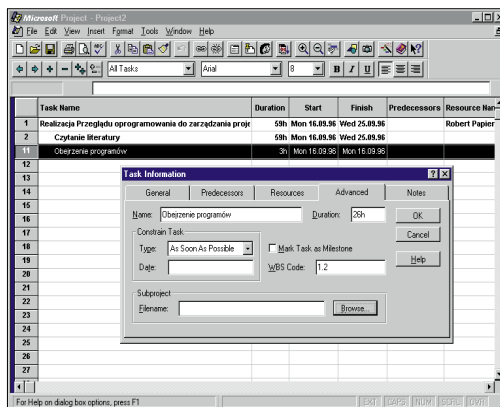 Microsoft Project - Project2
File Edit View Insert Format Tools Window Help
All Tasks Arial 8 B I U
Task Name Duration Start Finish Predecessors Resource Nam
1 Realizacja Przeglądu oprogramowania do zarządzania proje 59h Mon 16.09.96 Wed 25.09.96 Robert Papier
2 Czytanie literatury 59h Mon 16.09.96 Wed 25.09.96
11 Obejrzenie programów 3h Mon 16.09.96 Mon 16.09.96
12
13
14
15
16
17
18
19
20
21
22
23
24
25
26
27
Task Information
General Predecessors Resources Advanced Notes
Name: Obejrzenie programów Duration: 26h OK
Cancel
Constrain Task
Type: As Soon As Possible Mark Task as Milestone Help
Date: WBS Code: 1.2
Subproject
Filename: Browse...
For Help on dialog box options, press F1 EXT CAPS NUM SCRL OVR